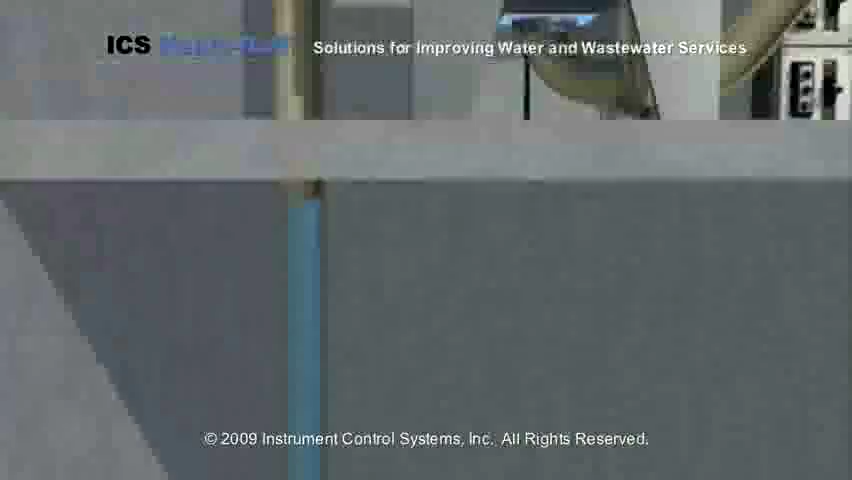 ICS Solutions for Improving Water and Wastewater Services
© 2009 Instrument Control Systems, Inc. All Rights Reserved.